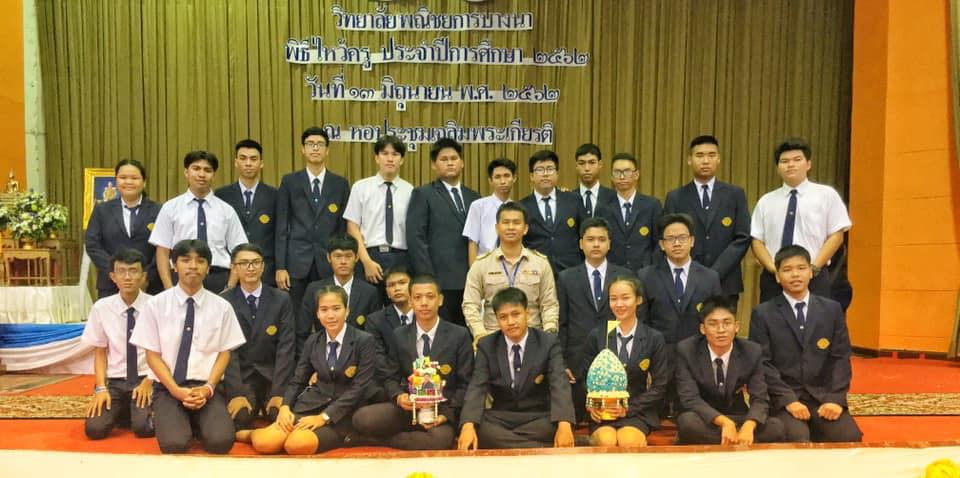 วิทยาลัยพณิชยการบางนา
พิธีไหว้ครู ประจำปีการศึกษา ๒๕๖๒
วันที่ ๑๓ มิถุนายน พ.ศ. ๒๕๖๒
ณ หอประชุมเฉลิมพระเกียรติ